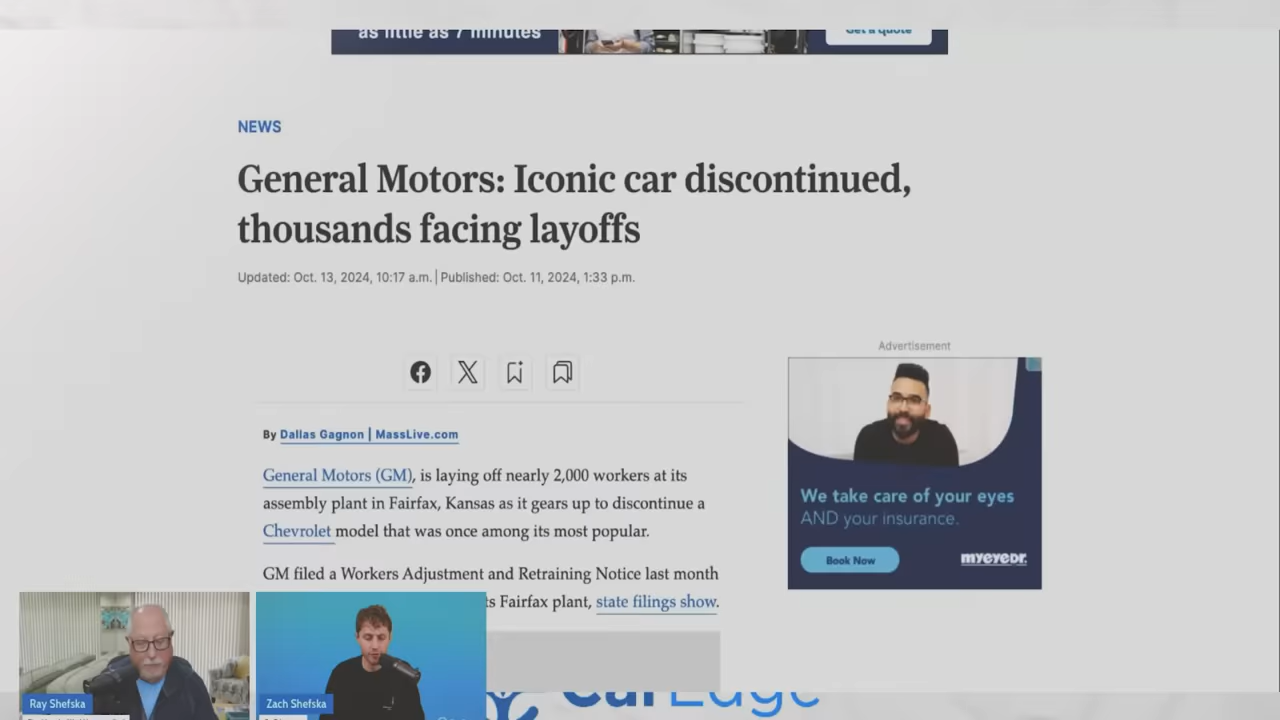 as little as 7 minutes
Get a quote
NEWS
General Motors: Iconic car discontinued,
thousands facing layoffs
Updated: Oct. 13, 2024, 10:17 a.m. | Published: Oct. 11, 2024, 1:33 p.m.
Advertisement
By Dallas Gagnon | MassLive.com
General Motors (GM), is laying off nearly 2,000 workers at its
assembly plant in Fairfax, Kansas as it gears up to discontinue a
Chevrolet model that was once among its most popular.
GM filed a Workers Adjustment and Retraining Notice last month
ts Fairfax plant, state filings show.
We take care of your eyes
AND your insurance.
Book Now
myeyedr.
Ray Shefska
Zach Shefska
CarEdge